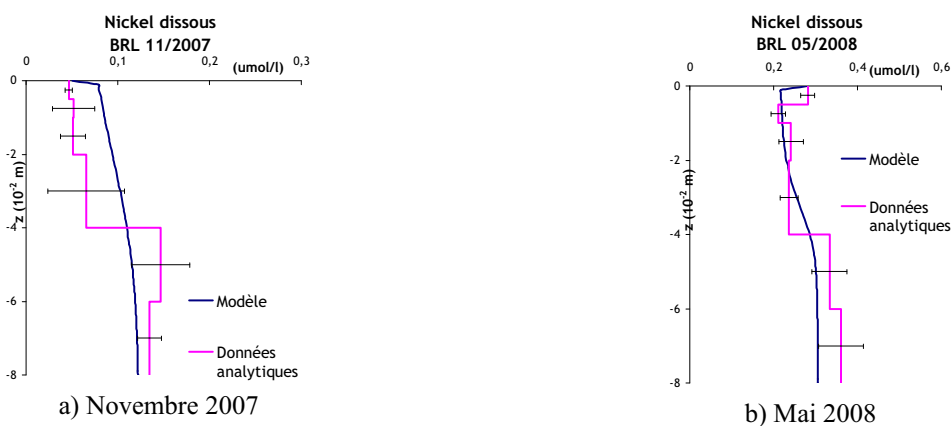 Nickel dissous
BRL 11/2007
(umol/l)
0
0,1
0,2
0,3
0
-2
-4
-6
-8
z (10⁻² m)
Modèle
Données
analytiques
a) Novembre 2007
Nickel dissous
BRL 05/2008
(umol/l)
0
0,2
0,4
0,6
0
-2
-4
-6
-8
z (10⁻² m)
Modèle
Données
analytiques
b) Mai 2008